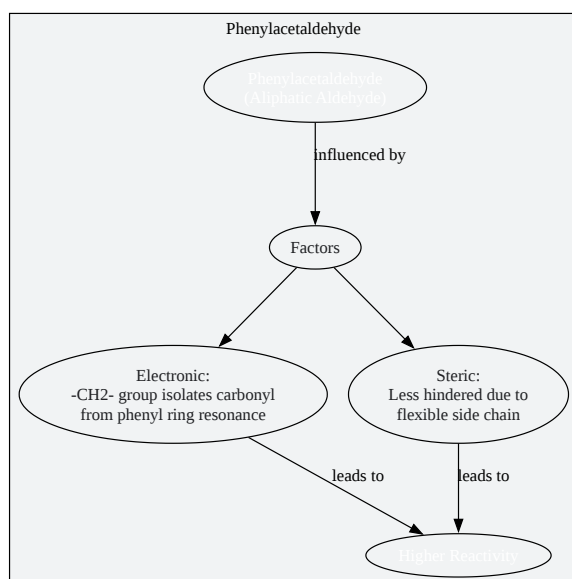 Phenylacetaldehyde
Phenylacetaldehyde
(Aliphatic Aldehyde)
influenced by
Factors
Electronic:
-CH2- group isolates carbonyl
from phenyl ring resonance
Steric:
Less hindered due to
flexible side chain
leads to
leads to
Higher Reactivity